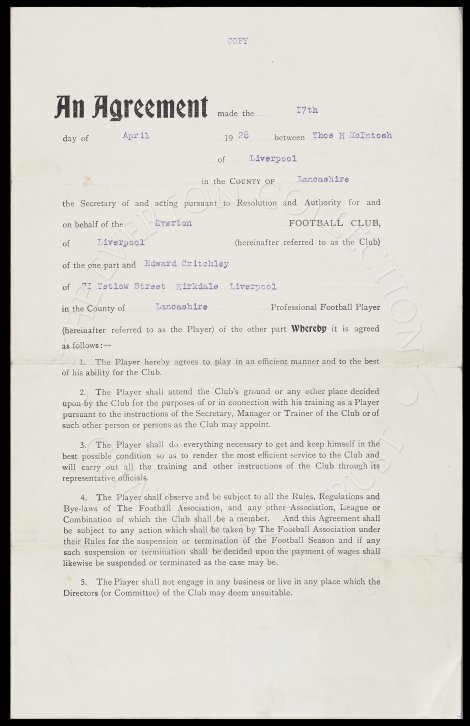 COPY
An Agreement made the 17th
day of April 1928 between Thos H McIntosh
of Liverpool
in the COUNTY OF Lancashire
the Secretary of and acting pursuant to Resolution and Authority for and
on behalf of the Everton FOOTBALL CLUB,
of Liverpool (hereinafter referred to as the Club)
of the one part and Edward Critchley
of 71 Tetlow Street Kirkdale Liverpool
in the County of Lancashire Professional Football Player
(hereinafter referred to as the Player) of the other part Whereby it is agreed
as follows:—
1. The Player hereby agrees to play in an efficient manner and to the best
of his ability for the Club.
2. The Player shall attend the Club's ground or any other place decided
upon by the Club for the purposes of or in connection with his training as a Player
pursuant to the instructions of the Secretary, Manager or Trainer of the Club or of
such other person or persons as the Club may appoint.
3. The Player shall do everything necessary to get and keep himself in the
best possible condition so as to render the most efficient service to the Club and
will carry out all the training and other instructions of the Club through its
representative officials.
4. The Player shall observe and be subject to all the Rules, Regulations and
Bye-laws of The Football Association, and any other Association, League or
Combination of which the Club shall be a member. And this Agreement shall
be subject to any action which shall be taken by The Football Association under
their Rules for the suspension or termination of the Football Season and if any
such suspension or termination shall be decided upon the payment of wages shall
likewise be suspended or terminated as the case may be.
5. The Player shall not engage in any business or live in any place which the
Directors (or Committee) of the Club may deem unsuitable.
THE EVERTON COLLECTION